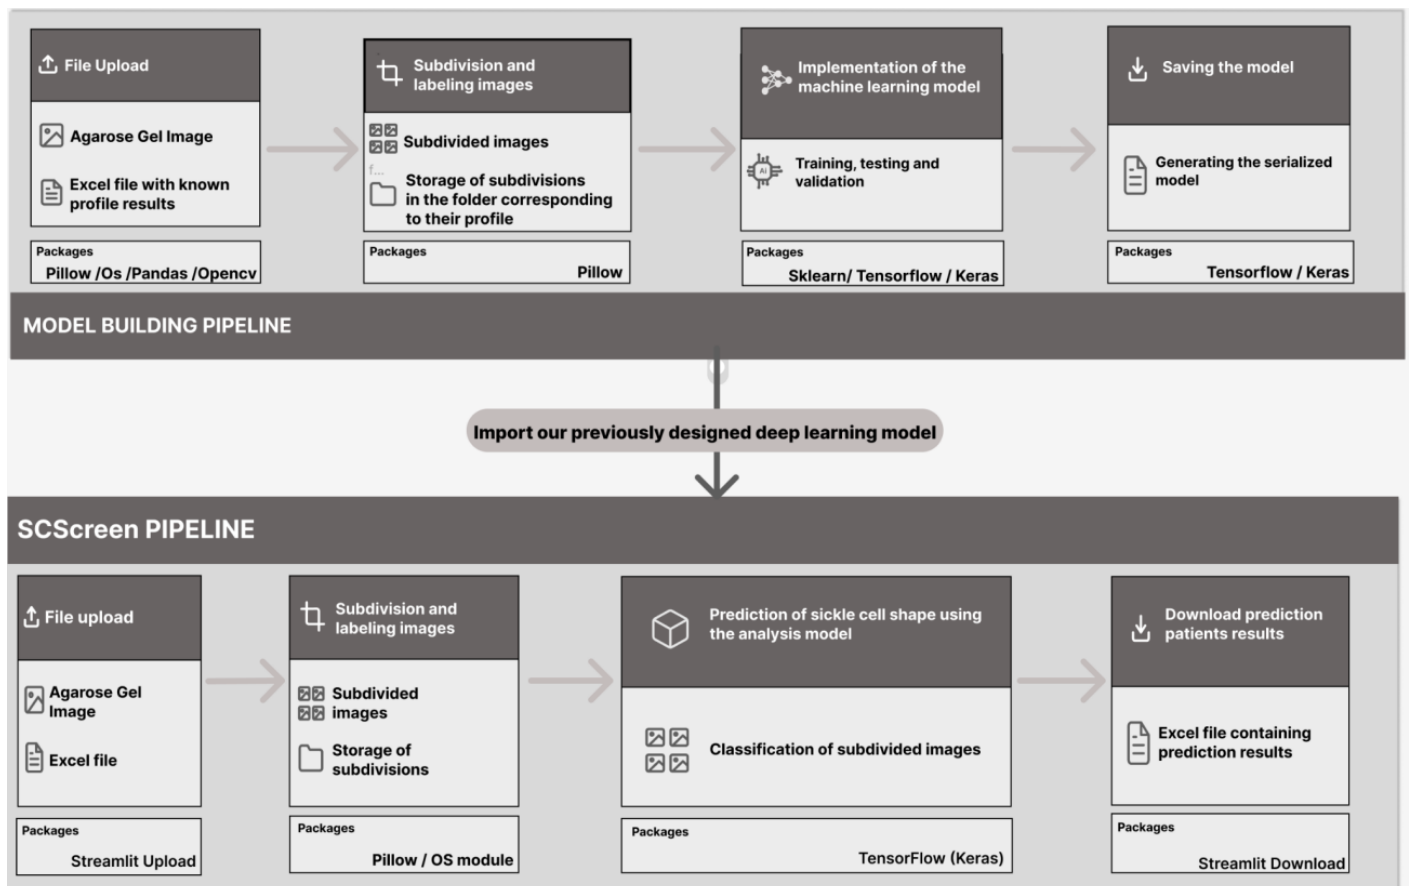 File Upload
Agarose Gel Image
Excel file with known
profile results
Packages
Pillow /Os /Pandas /Opencv
Subdivision and
labeling images
Subdivided images
f...
Storage of subdivisions
in the folder corresponding
to their profile
Packages
Pillow
Implementation of the
machine learning model
Ai
Training, testing and
validation
Packages
Sklearn/ Tensorflow / Keras
Saving the model
Generating the serialized
model
Packages
Tensorflow / Keras
MODEL BUILDING PIPELINE
Import our previously designed deep learning model
SCScreen PIPELINE
File upload
Agarose Gel
Image
Excel file
Packages
Streamlit Upload
Subdivision and
labeling images
Subdivided
images
Storage of
subdivisions
Packages
Pillow / OS module
Prediction of sickle cell shape using
the analysis model
Classification of subdivided images
Packages
TensorFlow (Keras)
Download prediction
patients results
Excel file containing
prediction results
Packages
Streamlit Download